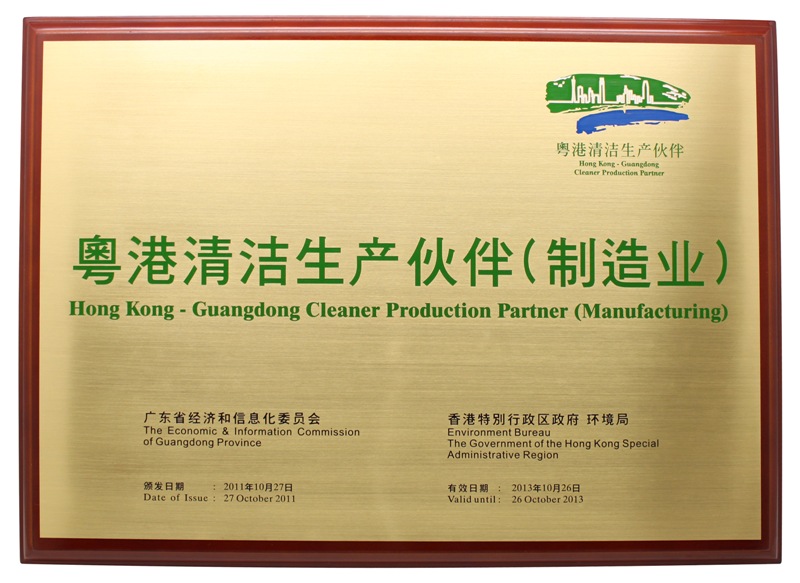 粤港清洁生产伙伴
Hong Kong - Guangdong
Cleaner Production Partner
粤港清洁生产伙伴(制造业)
Hong Kong - Guangdong Cleaner Production Partner (Manufacturing)
广东省经济和信息化委员会
The Economic & Information Commission
of Guangdong Province
香港特别行政区政府 环境局
Environment Bureau
The Government of the Hong Kong Special
Administrative Region
颁发日期 : 2011年10月27日
Date of Issue : 27 October 2011
有效日期 : 2013年10月26日
Valid until : 26 October 2013